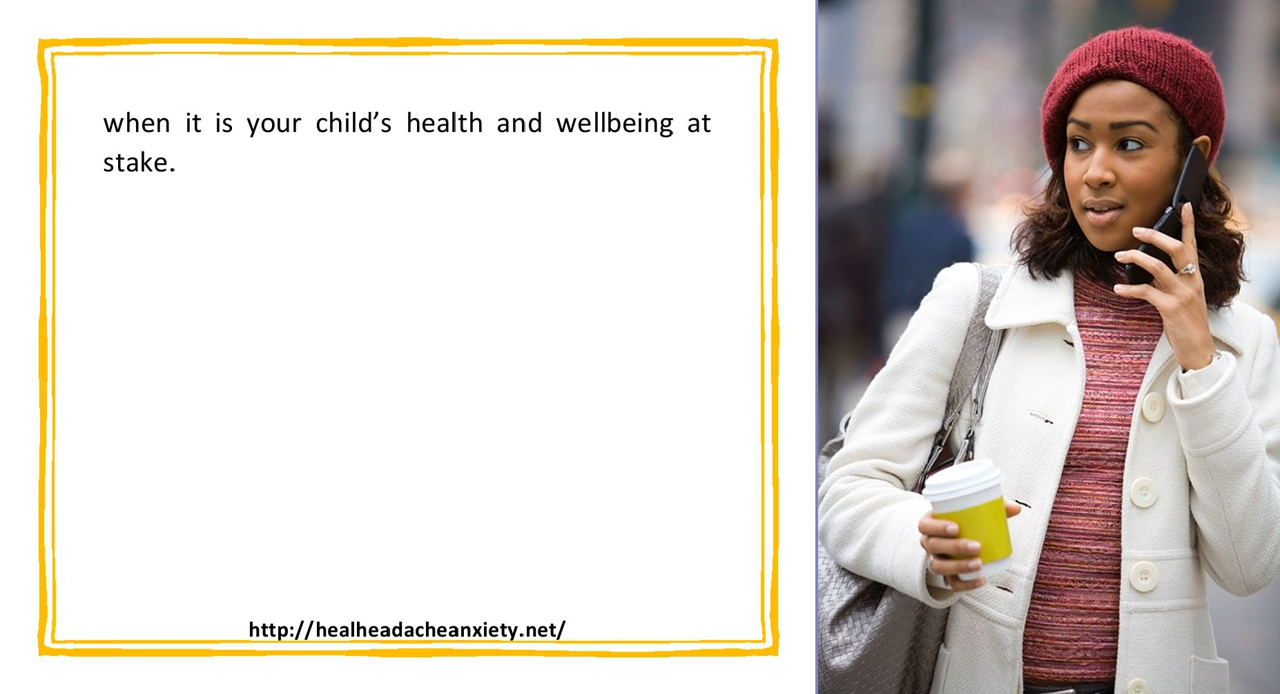 when it is your child’s health and wellbeing at
stake.
http://healheadacheanxiety.net/